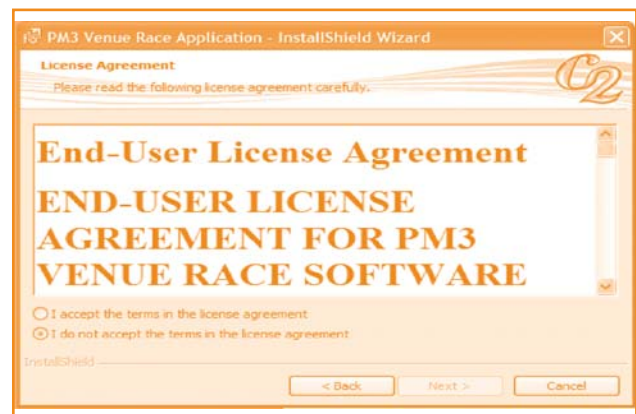 PM3 Venue Race Application - InstallShield Wizard
License Agreement
Please read the following license agreement carefully.
C2
End-User License Agreement
END-USER LICENSE
AGREEMENT FOR PM3
VENUE RACE SOFTWARE
I accept the terms in the license agreement
I do not accept the terms in the license agreement
InstallShield
< Back Next > Cancel